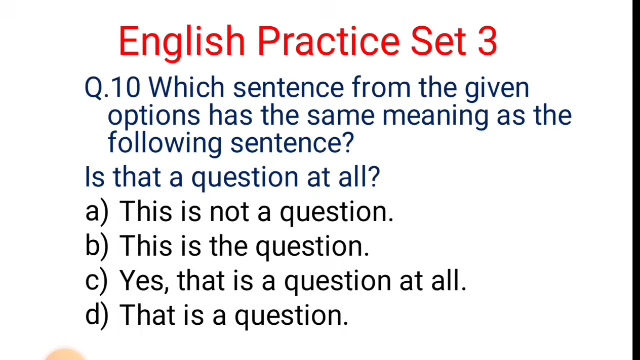 English Practice Set 3
Q.10 Which sentence from the given
options has the same meaning as the
following sentence?
Is that a question at all?
a) This is not a question.
b) This is the question.
c) Yes, that is a question at all.
d) That is a question.